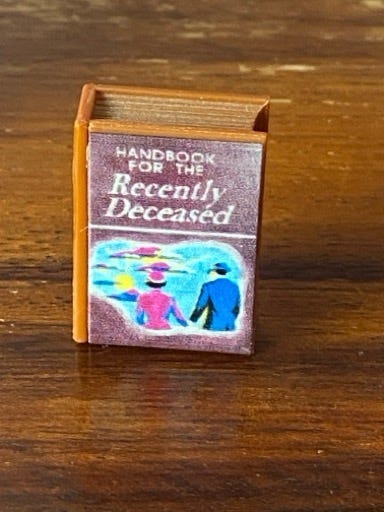 HANDBOOK
FOR THE
Recently
Deceased